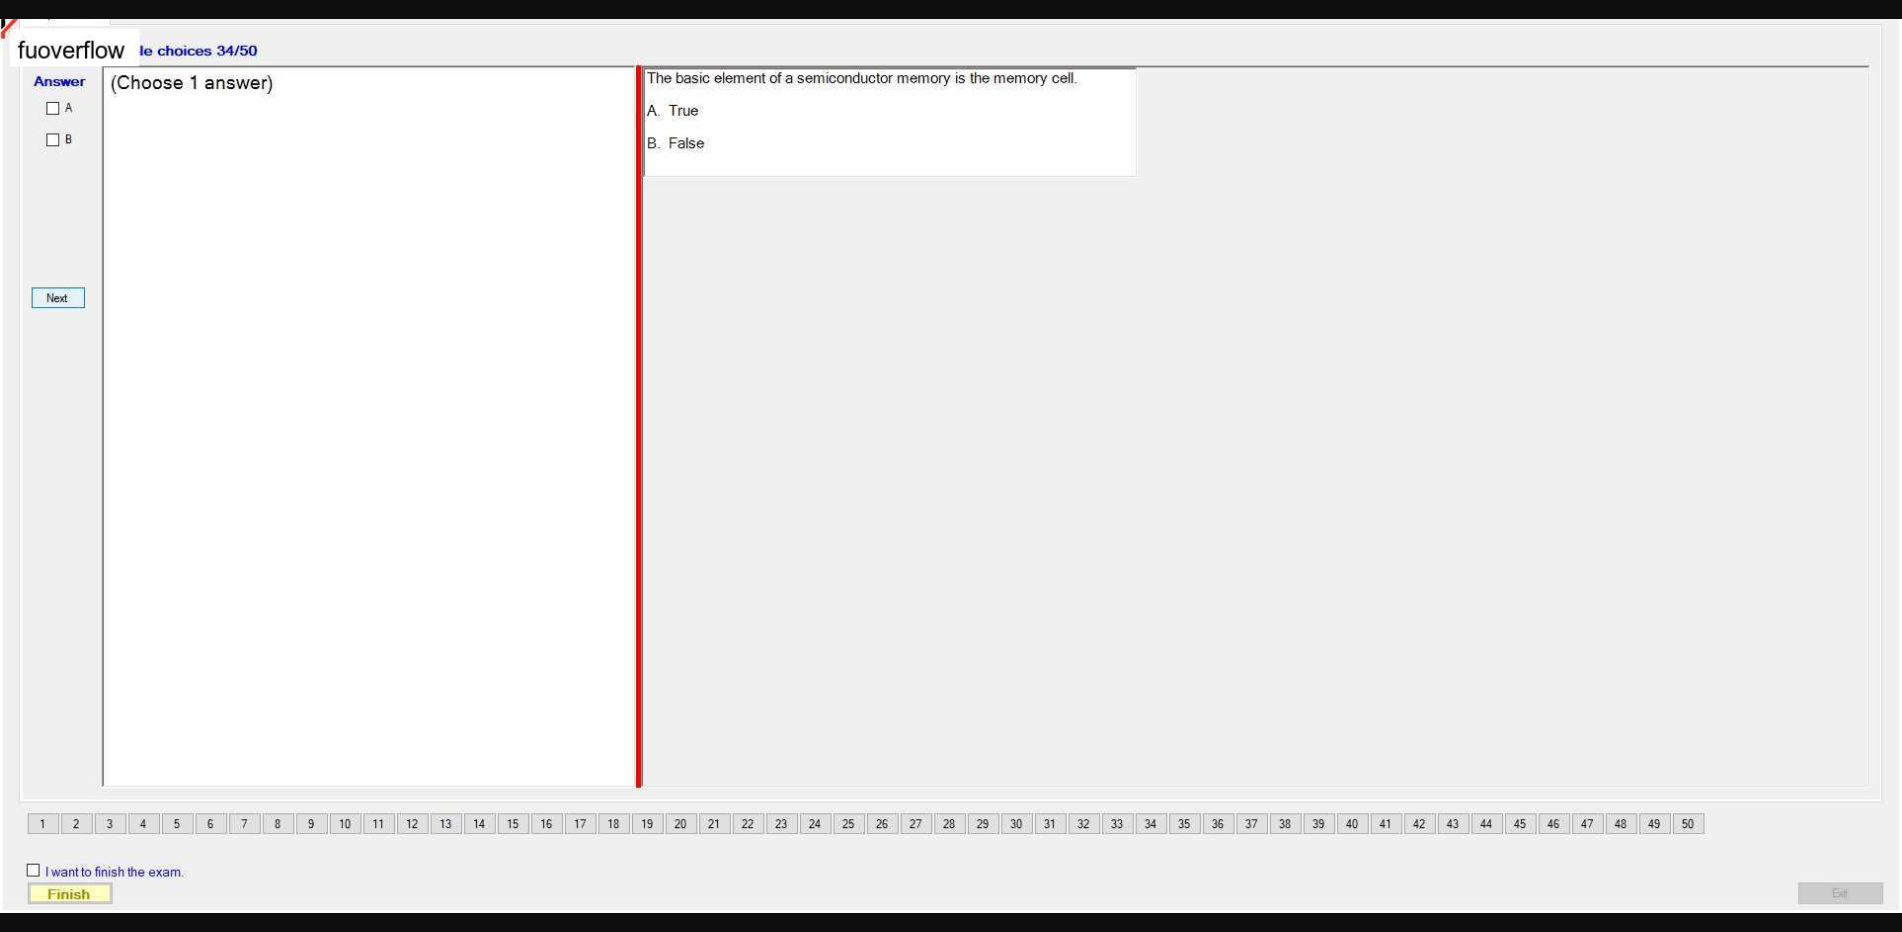 fuoverflow le choices 34/50
Answer
(Choose 1 answer)
A
B
Next
The basic element of a semiconductor memory is the memory cell.
A. True
B. False
1 2 3 4 5 6 7 8 9 10 11 12 13 14 15 16 17 18 19 20 21 22 23 24 25 26 27 28 29 30 31 32 33 34 35 36 37 38 39 40 41 42 43 44 45 46 47 48 49 50
I want to finish the exam.
Finish
Exit